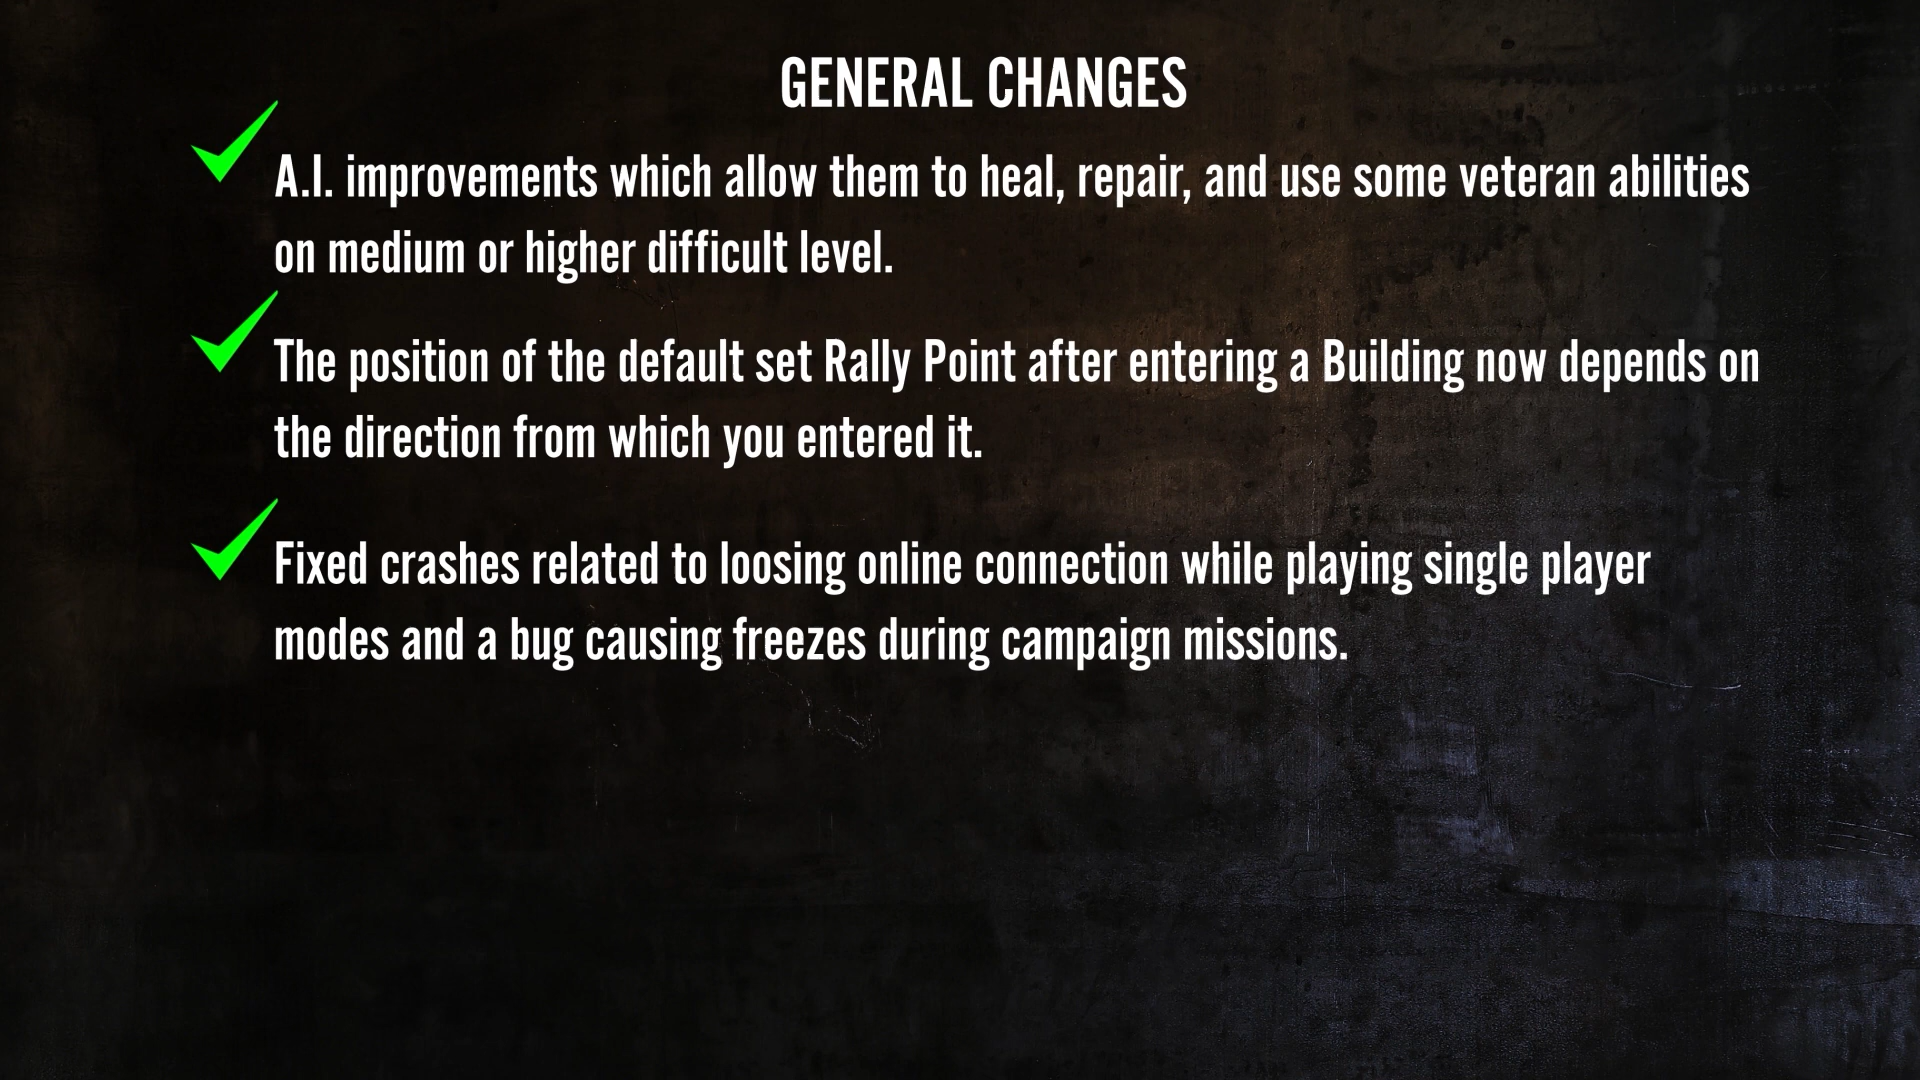 GENERAL CHANGES
A.I. improvements which allow them to heal, repair, and use some veteran abilities
on medium or higher difficult level.
The position of the default set Rally Point after entering a Building now depends on
the direction from which you entered it.
Fixed crashes related to loosing online connection while playing single player
modes and a bug causing freezes during campaign missions.